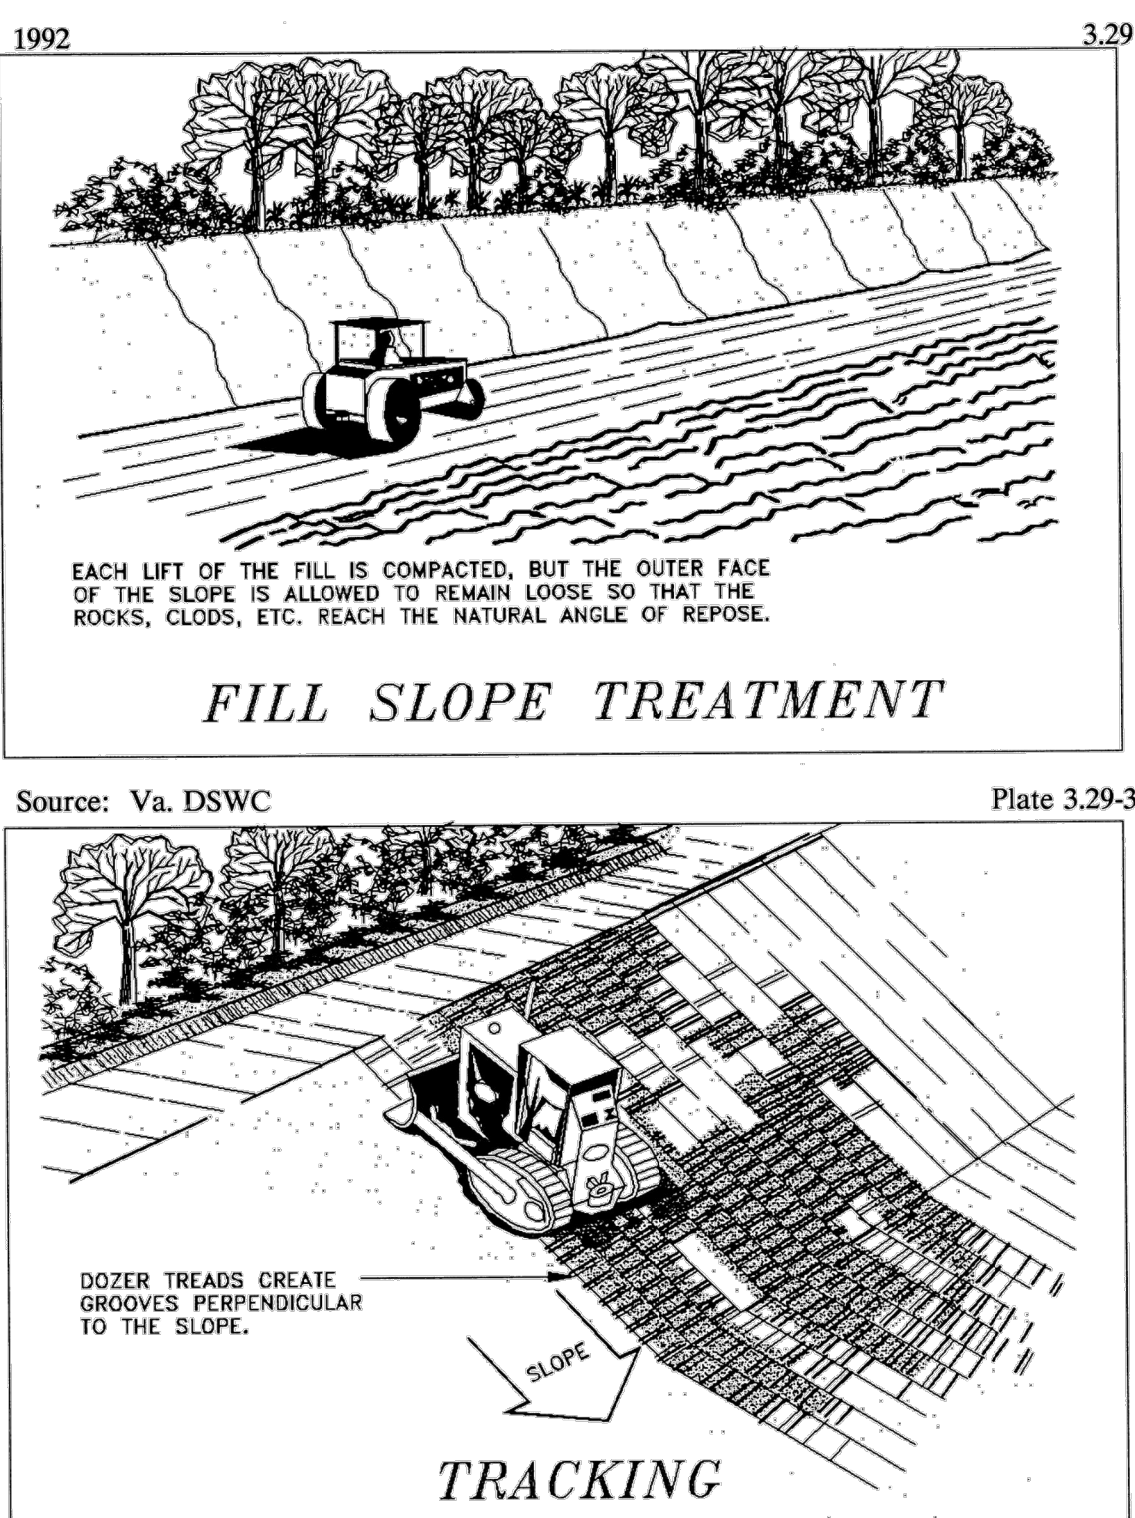 1992 3.29
EACH LIFT OF THE FILL IS COMPACTED, BUT THE OUTER FACE
OF THE SLOPE IS ALLOWED TO REMAIN LOOSE SO THAT THE
ROCKS, CLODS, ETC. REACH THE NATURAL ANGLE OF REPOSE.
FILL SLOPE TREATMENT
Source: Va. DSWC Plate 3.29-3
DOZER TREADS CREATE
GROOVES PERPENDICULAR
TO THE SLOPE.
SLOPE
TRACKING